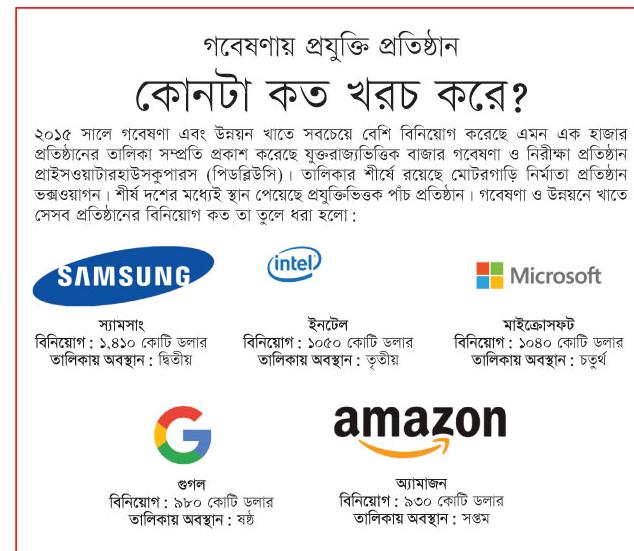 গবেষণায় প্রযুক্তি প্রতিষ্ঠান
কোনটা কত খরচ করে?
২০১৫ সালে গবেষণা এবং উন্নয়ন খাতে সবচেয়ে বেশি বিনিয়োগ করেছে এমন এক হাজার
প্রতিষ্ঠানের তালিকা সম্প্রতি প্রকাশ করেছে যুক্তরাজ্যভিত্তিক বাজার গবেষণা ও নিরীক্ষা প্রতিষ্ঠান
প্রাইসওয়াটারহাউসকুপারস (পিডব্লিউসি)। তালিকার শীর্ষে রয়েছে মোটরগাড়ি নির্মাতা প্রতিষ্ঠান
ভক্সওয়াগন। শীর্ষ দশের মধ্যেই স্থান পেয়েছে প্রযুক্তিভিত্তক পাঁচ প্রতিষ্ঠান। গবেষণা ও উন্নয়নে খাতে
সেসব প্রতিষ্ঠানের বিনিয়োগ কত তা তুলে ধরা হলো :
SAMSUNG
intel
Microsoft
স্যামসাং
বিনিয়োগ : ১,৪১০ কোটি ডলার
তালিকায় অবস্থান : দ্বিতীয়
ইনটেল
বিনিয়োগ : ১০৫০ কোটি ডলার
তালিকায় অবস্থান : তৃতীয়
মাইক্রোসফট
বিনিয়োগ : ১০৪০ কোটি ডলার
তালিকায় অবস্থান : চতুর্থ
G
amazon
গুগল
বিনিয়োগ : ৯৮০ কোটি ডলার
তালিকায় অবস্থান : ষষ্ঠ
অ্যামাজন
বিনিয়োগ : ৯৩০ কোটি ডলার
তালিকায় অবস্থান : সপ্তম